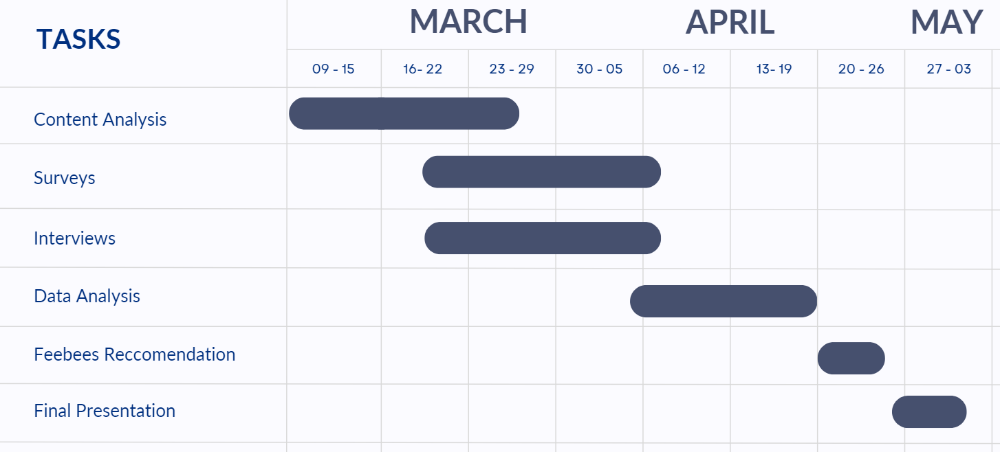 TASKS
MARCH APRIL MAY
09 - 15 16- 22 23 - 29 30 - 05 06 - 12 13- 19 20 - 26 27 - 03
Content Analysis
Surveys
Interviews
Data Analysis
Feebees Reccomendation
Final Presentation